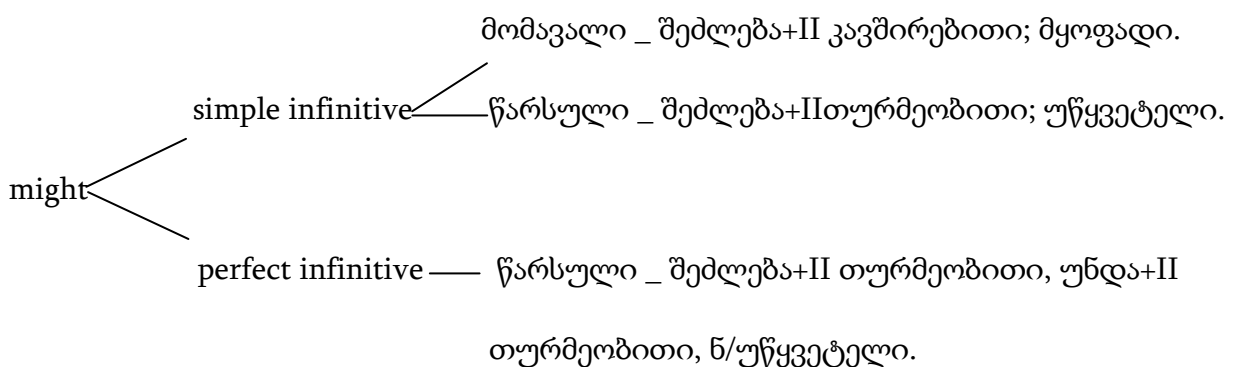 მომავალი _ შეძლება+II კავშირებითი; მყოფადი.
simple infinitive
წარსული _ შეძლება+IIთურმეობითი; უწყვეტელი.
might
perfect infinitive
წარსული _ შეძლება+II თურმეობითი, უნდა+II
თურმეობითი, ნ/უწყვეტელი.